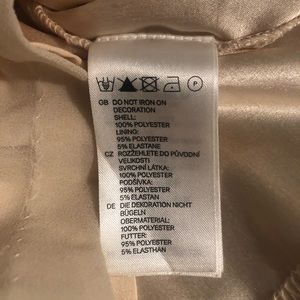 GB DO NOT IRON ON
DECORATION
SHELL:
100% POLYESTER
LINING:
95% POLYESTER
5% ELASTANE
CZ ROZŽEHLETE DO PŮVODNÍ
VELIKOSTI
SVRCHNÍ LÁTKA:
100% POLYESTER
PODŠÍVKA:
95% POLYESTER
5% ELASTAN
DE DIE DEKORATION NICHT
BÜGELN
OBERMATERIAL:
100% POLYESTER
FUTTER:
95% POLYESTER
5% ELASTHAN